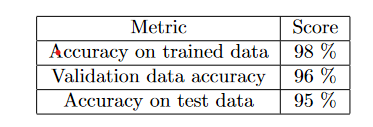 Metric Score
Accuracy on trained data 98 %
Validation data accuracy 96 %
Accuracy on test data 95 %